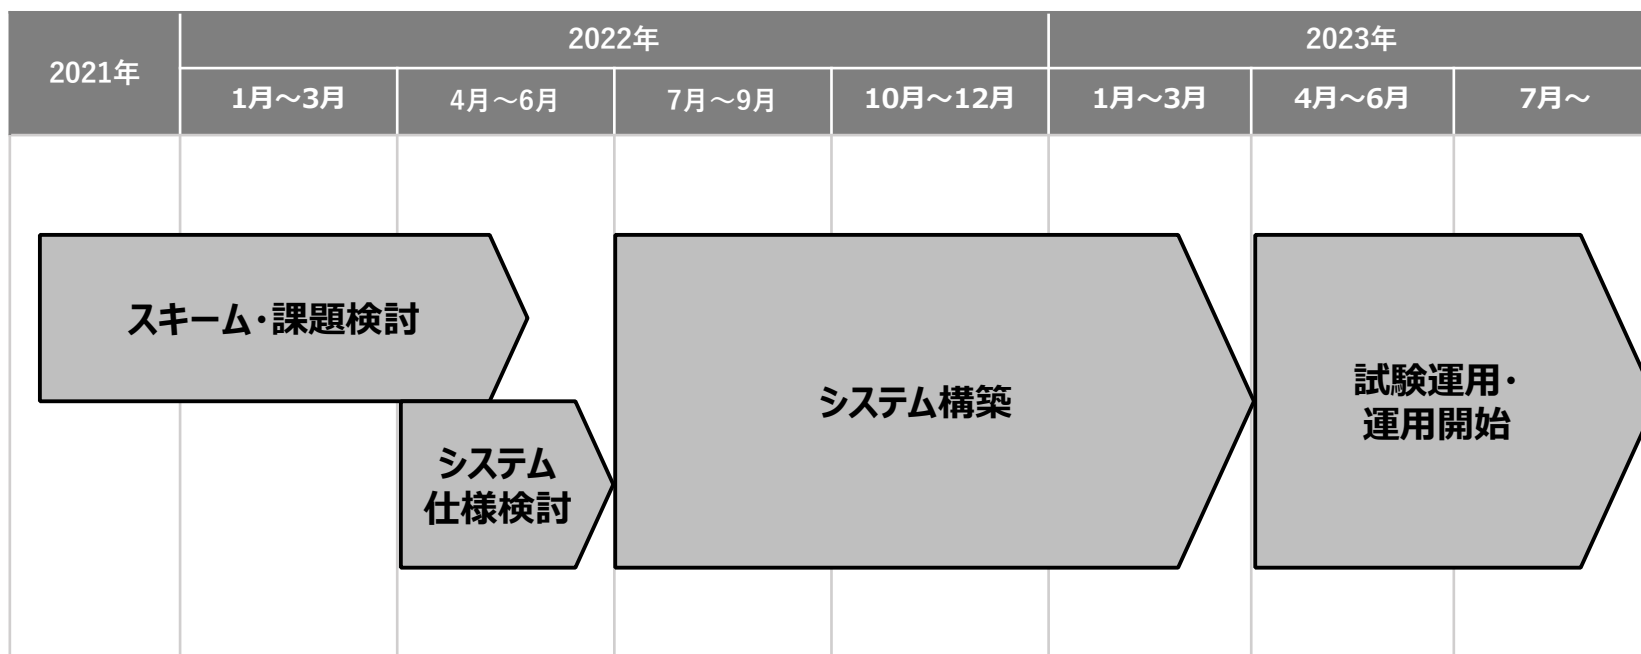 2021年
2022年
2023年
1月～3月
4月～6月
7月～9月
10月～12月
1月～3月
4月～6月
7月～
スキーム・課題検討
システム
仕様検討
システム構築
試験運用・
運用開始